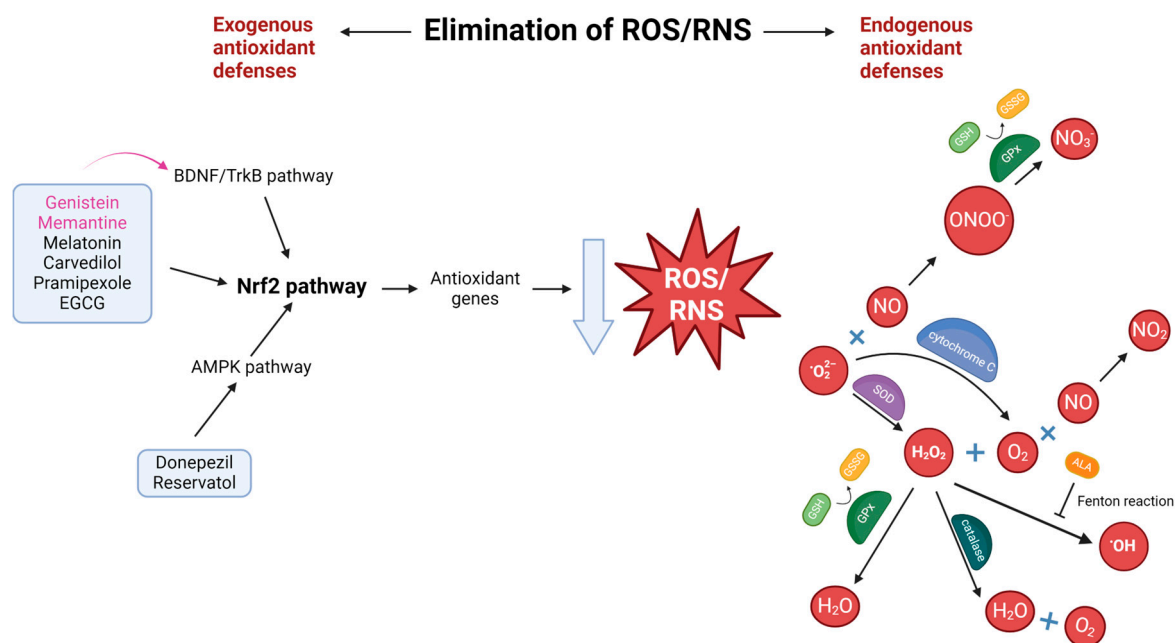 Elimination of ROS/RNS
Exogenous
antioxidant
defenses
Endogenous
antioxidant
defenses
BDNF/TrkB pathway
Genistein
Memantine
Melatonin
Carvedilol
Pramipexole
EGCG
Nrf2 pathway
Antioxidant
genes
ROS/
RNS
AMPK pathway
Donepezil
Reservatol
GSH
GSSG
GPx
NO₃⁻
ONOO⁻
NO
cytochrome C
NO₂
·O₂²⁻
SOD
NO
H₂O₂
+
O₂
ALA
GSSG
GSH
GPx
catalase
Fenton reaction
·OH
H₂O
H₂O
+
O₂